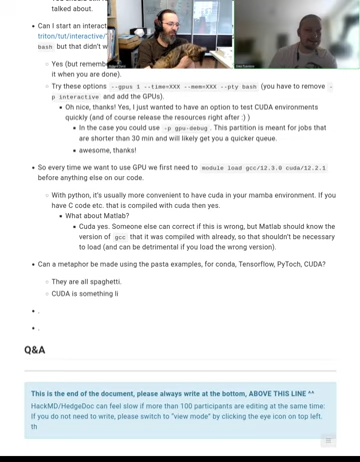 talked about.
Can I start an interact
triton/tut/interactive/
bash but that didn't w
Yes (but rememb
it when you are done).
Try these options --gpus 1 --time=XXX --mem=XXX --pty bash (you have to remove -
p interactive and add the GPUs).
Oh nice, thanks! Yes, I just wanted to have an option to test CUDA environments
quickly (and of course release the resources right after :) )
In the case you could use -p gpu-debug . This partition is meant for jobs that
are shorter than 30 min and will likely get you a quicker queue.
awesome, thanks!
So every time we want to use GPU we first need to module load gcc/12.3.0 cuda/12.2.1
before anything else on our code.
With python, it's usually more convenient to have cuda in your mamba environment. If you
have C code etc. that is compiled with cuda then yes.
What about Matlab?
Cuda yes. Someone else can correct if this is wrong, but Matlab should know the
version of gcc that it was compiled with already, so that shouldn't be necessary
to load (and can be detrimental if you load the wrong version).
Can a metaphor be made using the pasta examples, for conda, Tensorflow, PyToch, CUDA?
They are all spaghetti.
CUDA is something li
.
.
Q&A
This is the end of the document, please always write at the bottom, ABOVE THIS LINE ^^
HackMD/HedgeDoc can feel slow if more than 100 participants are editing at the same time:
If you do not need to write, please switch to "view mode" by clicking the eye icon on top left.
th